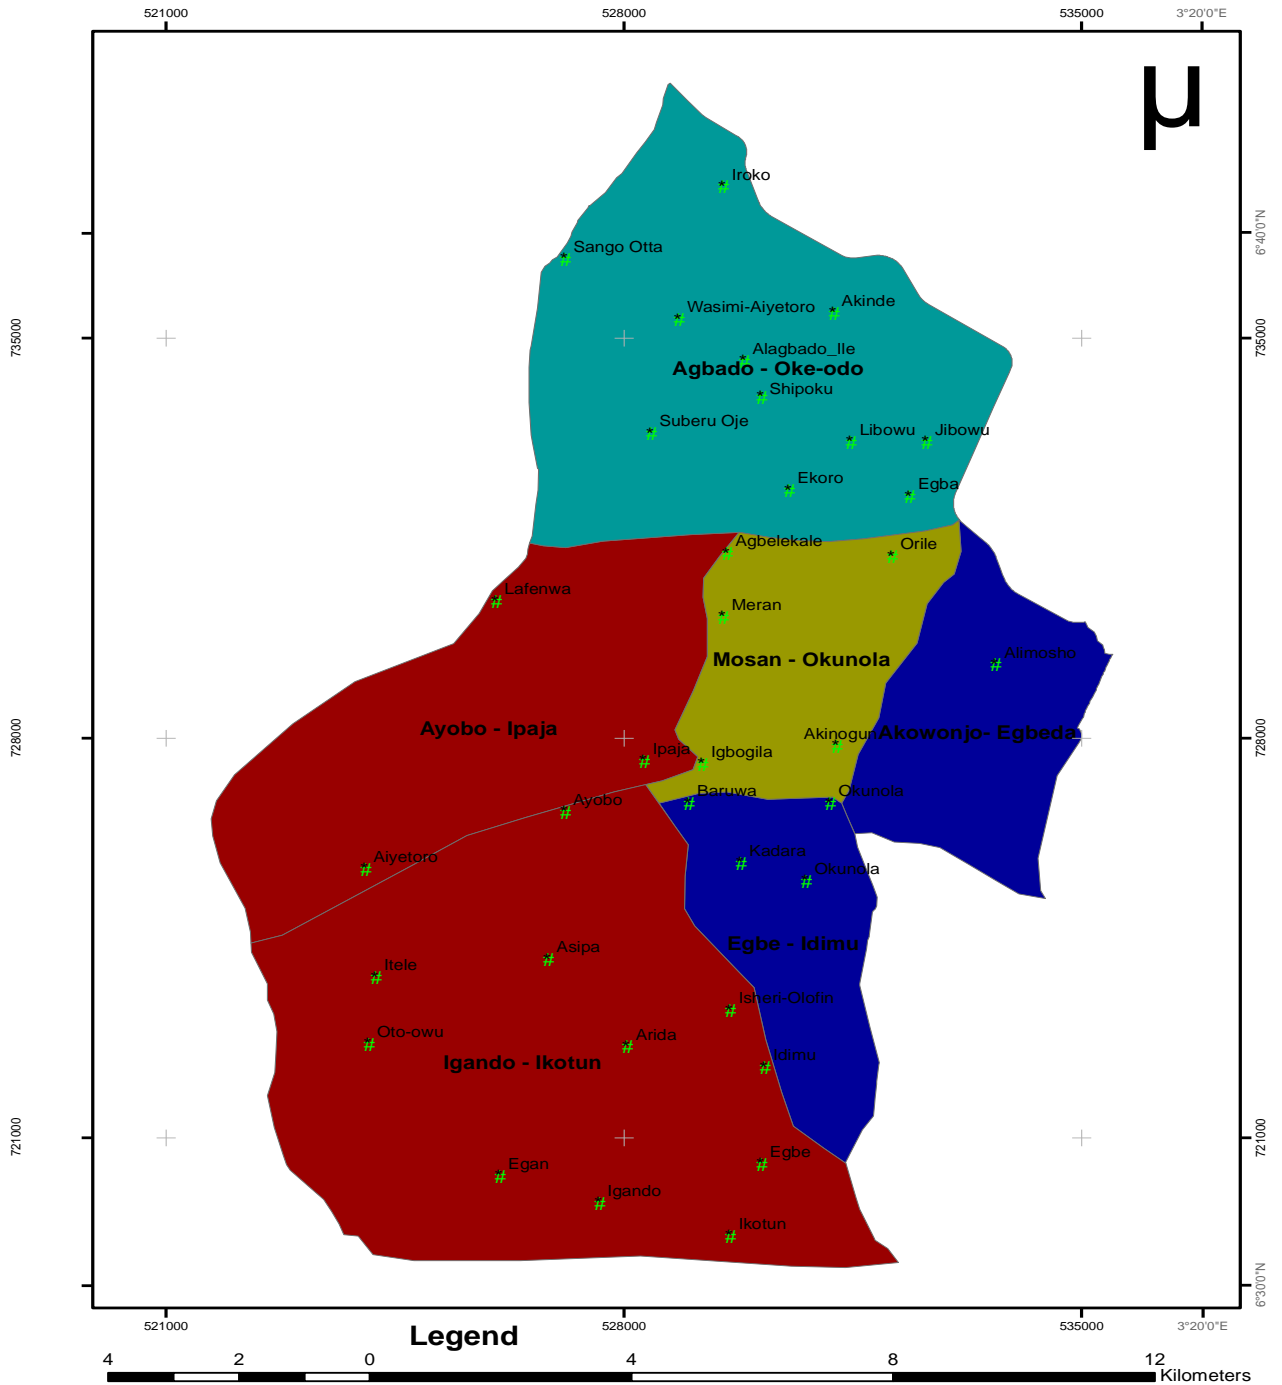 521000 528000 535000 3°20'0"E
µ
Iroko
6°40'0"N
Sango Otta
Wasimi-Aiyetoro
Akinde
735000
735000
Alagbado_Ile
Agbado - Oke-odo
Shipoku
Suberu Oje
Libowu
Jibowu
Ekoro
Egba
Agbelekale
Orile
Lafenwa
Meran
Alimosho
Mosan - Okunola
Ayobo - Ipaja
Akinogun
Akowonjo- Egbeda
728000
728000
Ipaja
Igbogila
Baruwa
Okunola
Ayobo
Kadara
Aiyetoro
Okunola
Egbe - Idimu
Asipa
Itele
Isheri-Olofin
Oto-owu
Arida
Idimu
Igando - Ikotun
721000
721000
Egbe
Egan
Igando
Ikotun
6°30'0"N
521000 528000 535000 3°20'0"E
Legend
4 2 0 4 8 12
Kilometers